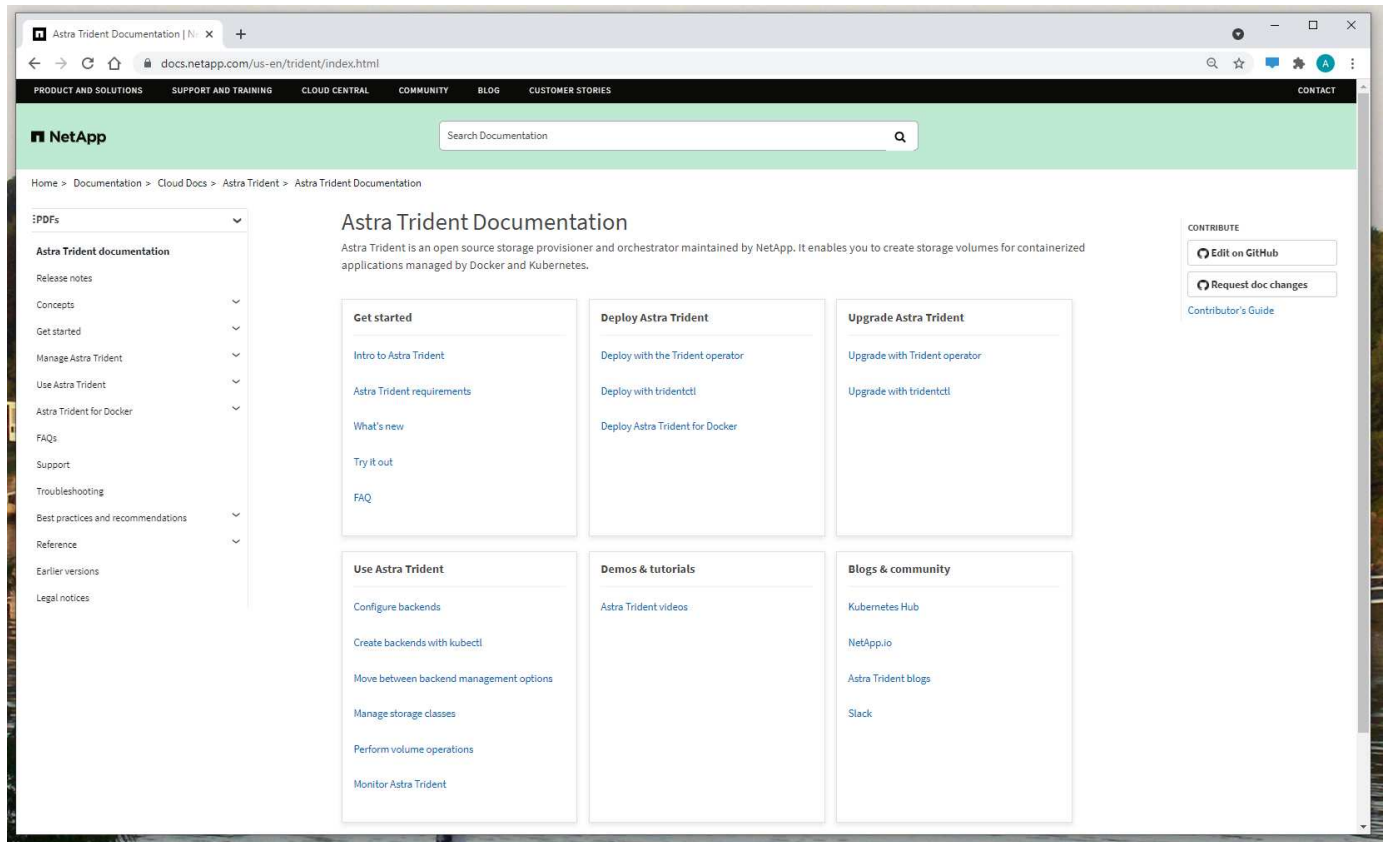 Astra Trident Documentation | N
docs.netapp.com/us-en/trident/index.html
A
PRODUCT AND SOLUTIONS SUPPORT AND TRAINING CLOUD CENTRAL COMMUNITY BLOG CUSTOMER STORIES CONTACT
NetApp
Search Documentation
Home > Documentation > Cloud Docs > Astra Trident > Astra Trident Documentation
PDFs
Astra Trident documentation
Release notes
Concepts
Get started
Manage Astra Trident
Use Astra Trident
Astra Trident for Docker
FAQs
Support
Troubleshooting
Best practices and recommendations
Reference
Earlier versions
Legal notices
Astra Trident Documentation
Astra Trident is an open source storage provisioner and orchestrator maintained by NetApp. It enables you to create storage volumes for containerized
applications managed by Docker and Kubernetes.
Get started
Intro to Astra Trident
Astra Trident requirements
What's new
Try it out
FAQ
Deploy Astra Trident
Deploy with the Trident operator
Deploy with tridentctl
Deploy Astra Trident for Docker
Upgrade Astra Trident
Upgrade with Trident operator
Upgrade with tridentctl
Use Astra Trident
Configure backends
Create backends with kubectl
Move between backend management options
Manage storage classes
Perform volume operations
Monitor Astra Trident
Demos & tutorials
Astra Trident videos
Blogs & community
Kubernetes Hub
NetApp.io
Astra Trident blogs
Slack
CONTRIBUTE
Edit on GitHub
Request doc changes
Contributor's Guide